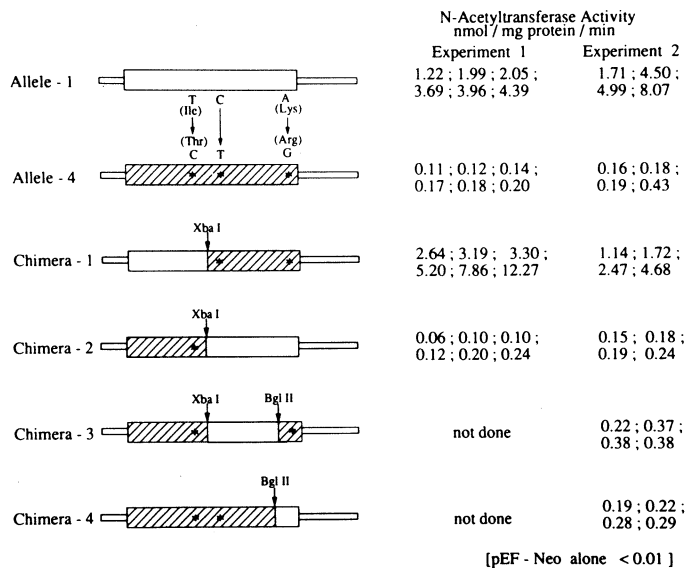 N-Acetyltransferase Activity
nmol / mg protein / min
Experiment 1 Experiment 2
Allele - 1
1.22 ; 1.99 ; 2.05 ; 1.71 ; 4.50 ;
3.69 ; 3.96 ; 4.39 4.99 ; 8.07
T C A
(Ile) (Lys)
(Thr) (Arg)
C T G
Allele - 4
0.11 ; 0.12 ; 0.14 ; 0.16 ; 0.18 ;
0.17 ; 0.18 ; 0.20 0.19 ; 0.43
Xba I
Chimera - 1
2.64 ; 3.19 ; 3.30 ; 1.14 ; 1.72 ;
5.20 ; 7.86 ; 12.27 2.47 ; 4.68
Xba I
Chimera - 2
0.06 ; 0.10 ; 0.10 ; 0.15 ; 0.18 ;
0.12 ; 0.20 ; 0.24 0.19 ; 0.24
Xba I Bgl II
Chimera - 3
not done
0.22 ; 0.37 ;
0.38 ; 0.38
Bgl II
Chimera - 4
not done
0.19 ; 0.22 ;
0.28 ; 0.29
[pEF - Neo alone < 0.01 ]